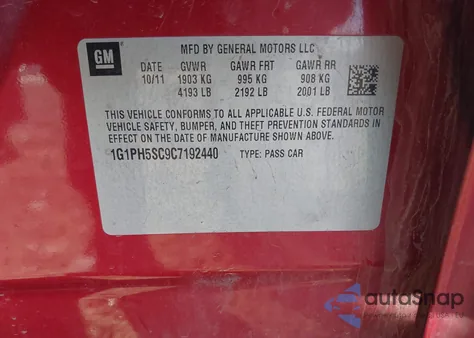 GM
MFD BY GENERAL MOTORS LLC
DATE GVWR GAWR FRT GAWR RR
10/11 1903 KG 995 KG 908 KG
4193 LB 2192 LB 2001 LB
THIS VEHICLE CONFORMS TO ALL APPLICABLE U.S. FEDERAL MOTOR
VEHICLE SAFETY, BUMPER, AND THEFT PREVENTION STANDARDS IN
EFFECT ON THE DATE OF MANUFACTURE SHOWN ABOVE.
1G1PH5SC9C7192440 TYPE: PASS CAR
autoSnap